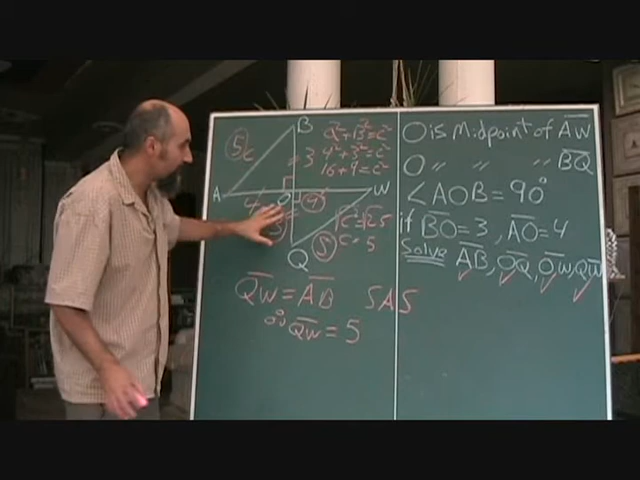 B
a² + B² = c²
5 c
3
4² + 3² = c²
16 + 9 = c²
A
4
O
4
W
3
√c² = √25
5
c = 5
Q
QW = AB SAS
∴ QW = 5
O is Midpoint of AW
O " " " BQ
∠AOB = 90°
if BO = 3, AO = 4
Solve AB, OQ, OW, QW